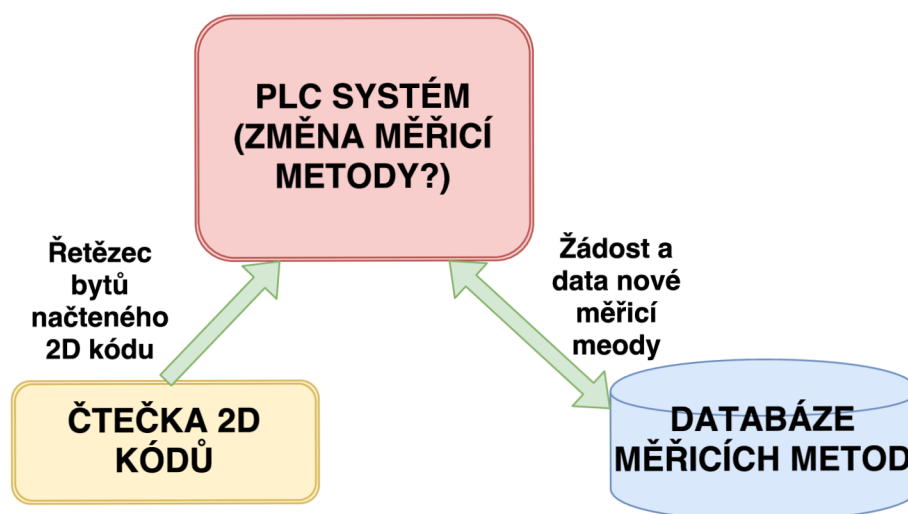 PLC SYSTÉM
(ZMĚNA MĚŘICÍ
METODY?)
Řetězec
bytů
načteného
2D kódu
Žádost a
data nové
měřicí
meody
ČTEČKA 2D
KÓDŮ
DATABÁZE
MĚŘICÍCH METOD